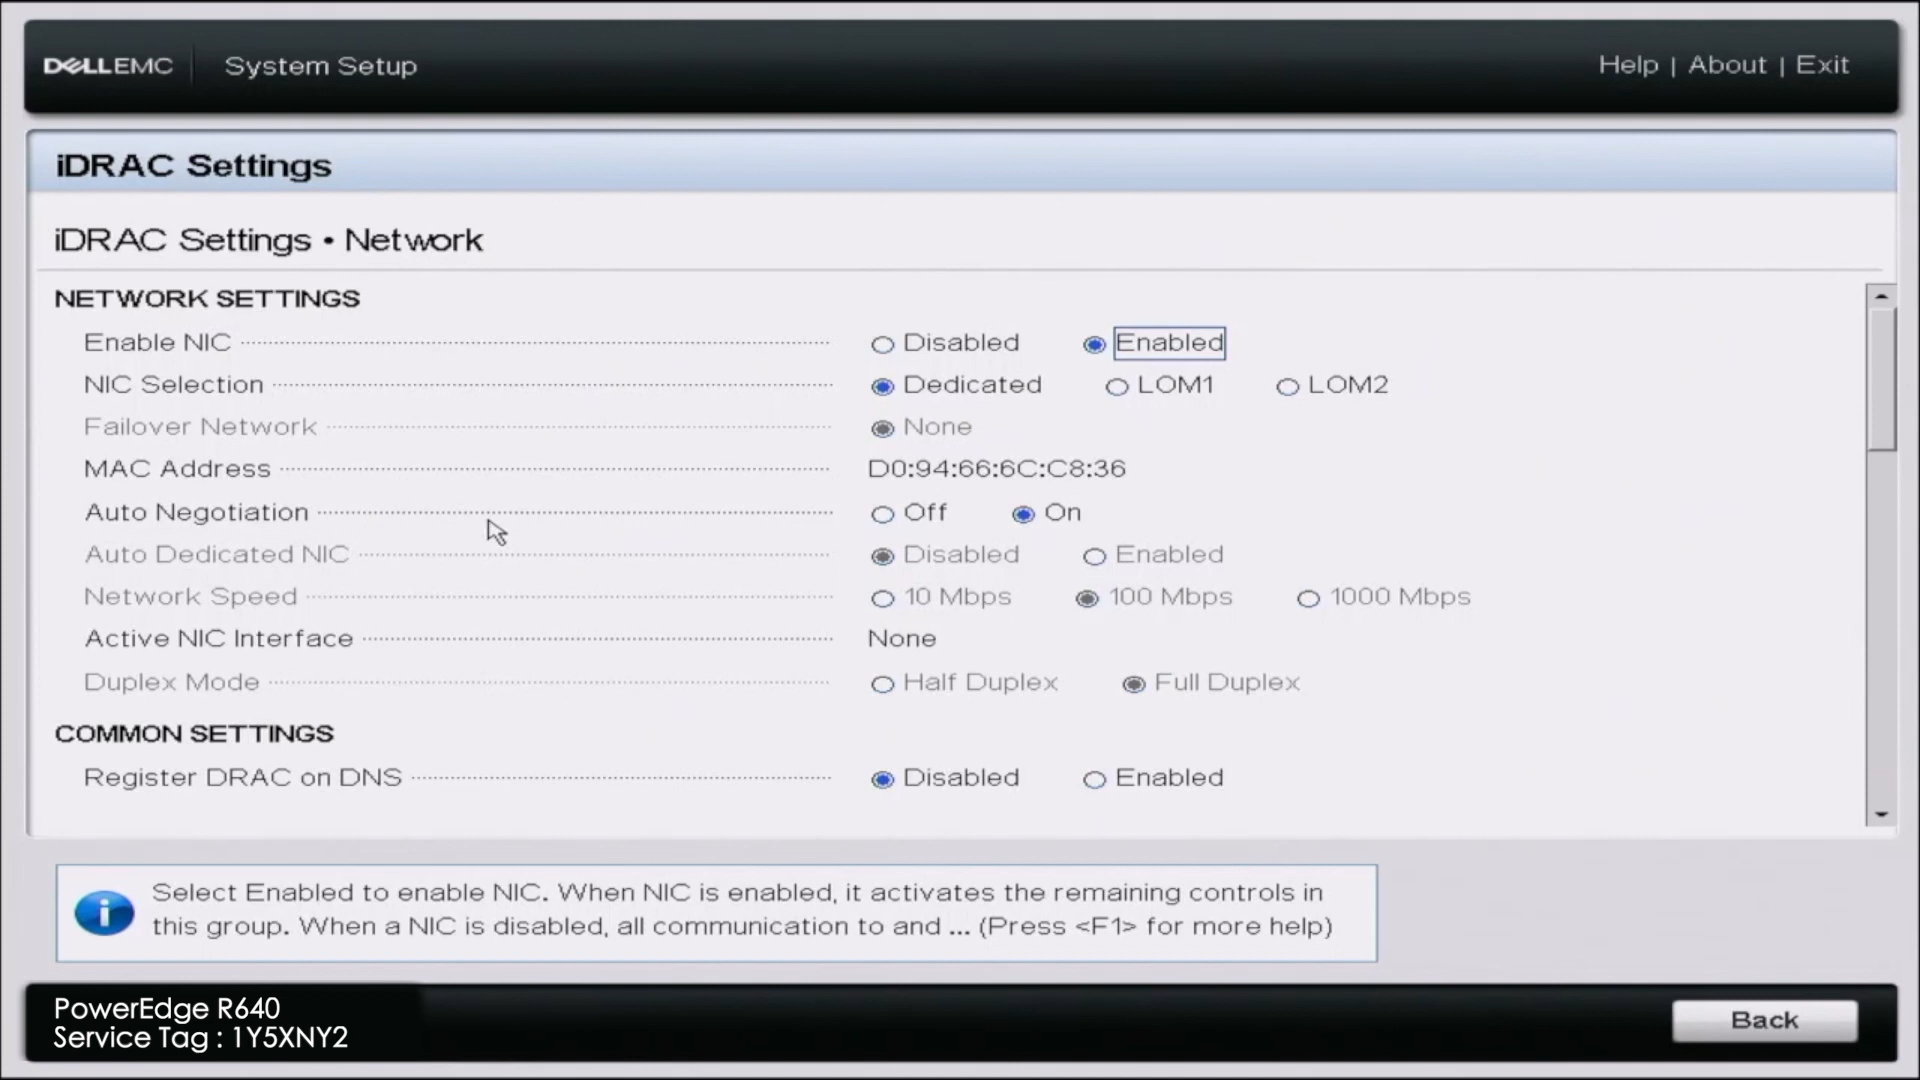 DELLEMC System Setup Help | About | Exit
iDRAC Settings
iDRAC Settings • Network
NETWORK SETTINGS
Enable NIC Disabled Enabled
NIC Selection Dedicated LOM1 LOM2
Failover Network None
MAC Address D0:94:66:6C:C8:36
Auto Negotiation Off On
Auto Dedicated NIC Disabled Enabled
Network Speed 10 Mbps 100 Mbps 1000 Mbps
Active NIC Interface None
Duplex Mode Half Duplex Full Duplex
COMMON SETTINGS
Register DRAC on DNS Disabled Enabled
Select Enabled to enable NIC. When NIC is enabled, it activates the remaining controls in
this group. When a NIC is disabled, all communication to and ... (Press <F1> for more help)
PowerEdge R640
Service Tag : 1Y5XNY2
Back